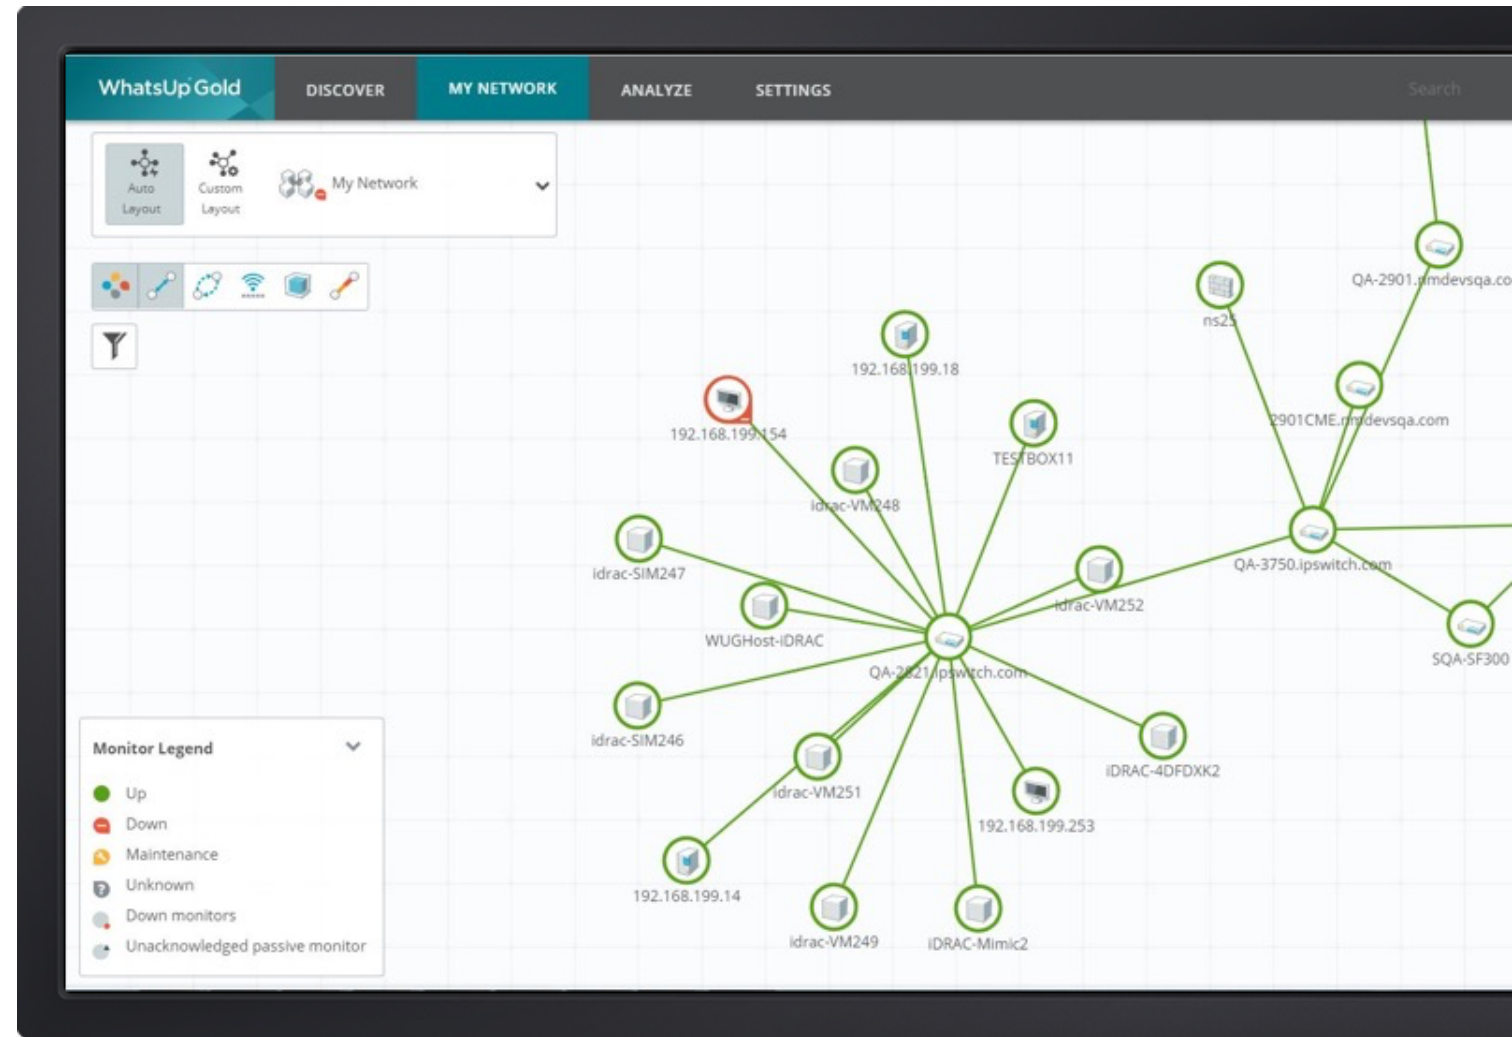 WhatsUp Gold
DISCOVER
MY NETWORK
ANALYZE
SETTINGS
Search
Auto
Layout
Custom
Layout
My Network
QA-2901.nmdevsqa.co
ns25
192.168.199.18
2901CME.nmdevsqa.com
192.168.199.154
TESTBOX11
idrac-VM248
QA-3750.ipswitch.com
idrac-SIM247
idrac-VM252
WUGHost-iDRAC
SQA-SF300
QA-2821.ipswitch.com
idrac-SIM246
iDRAC-4DFDXK2
idrac-VM251
192.168.199.253
192.168.199.14
idrac-VM249
iDRAC-Mimic2
Monitor Legend
Up
Down
Maintenance
Unknown
Down monitors
Unacknowledged passive monitor